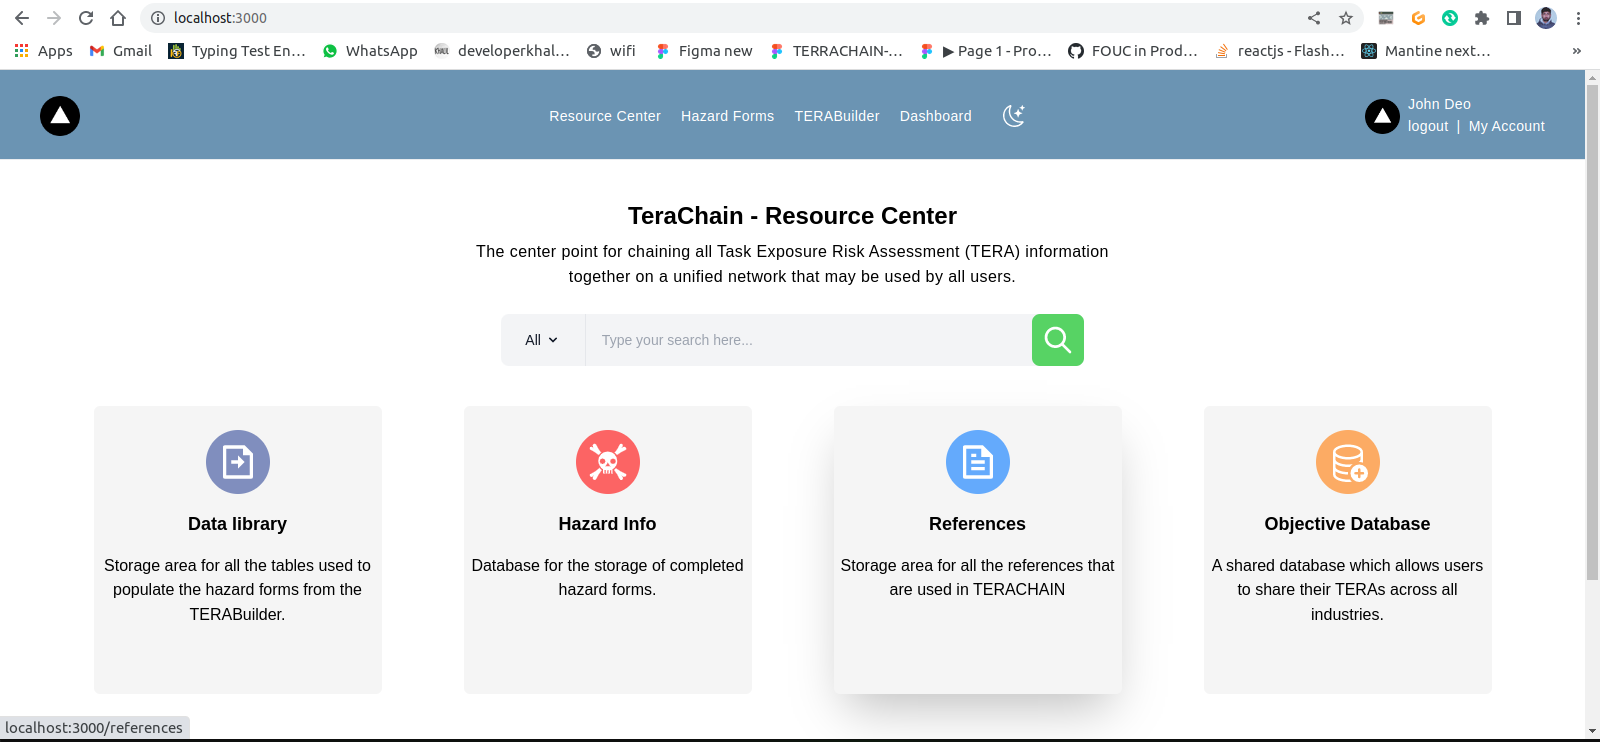 localhost:3000
Apps Gmail Typing Test En... WhatsApp developerkhal... wifi Figma new TERRACHAIN-... ▶ Page 1 - Pro... FOUC in Prod... reactjs - Flash... Mantine next... »
Resource Center Hazard Forms TERABuilder Dashboard
John Deo
logout | My Account
TeraChain - Resource Center
The center point for chaining all Task Exposure Risk Assessment (TERA) information
together on a unified network that may be used by all users.
All Type your search here...
Data library
Storage area for all the tables used to
populate the hazard forms from the
TERABuilder.
Hazard Info
Database for the storage of completed
hazard forms.
References
Storage area for all the references that
are used in TERACHAIN
Objective Database
A shared database which allows users
to share their TERAs across all
industries.
localhost:3000/references